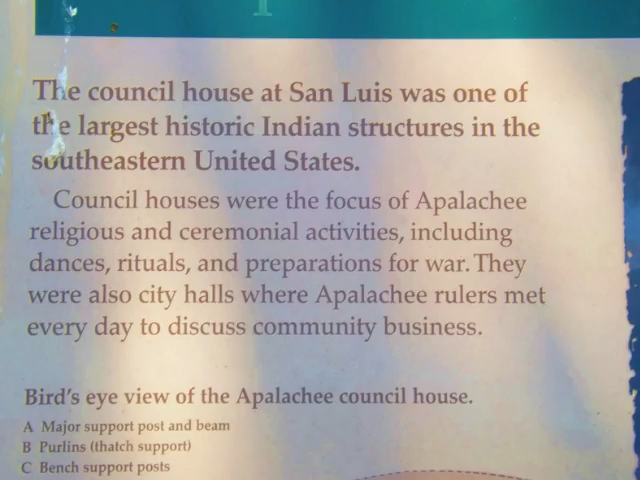 The council house at San Luis was one of
the largest historic Indian structures in the
southeastern United States.
Council houses were the focus of Apalachee
religious and ceremonial activities, including
dances, rituals, and preparations for war. They
were also city halls where Apalachee rulers met
every day to discuss community business.
Bird's eye view of the Apalachee council house.
A Major support post and beam
B Purlins (thatch support)
C Bench support posts